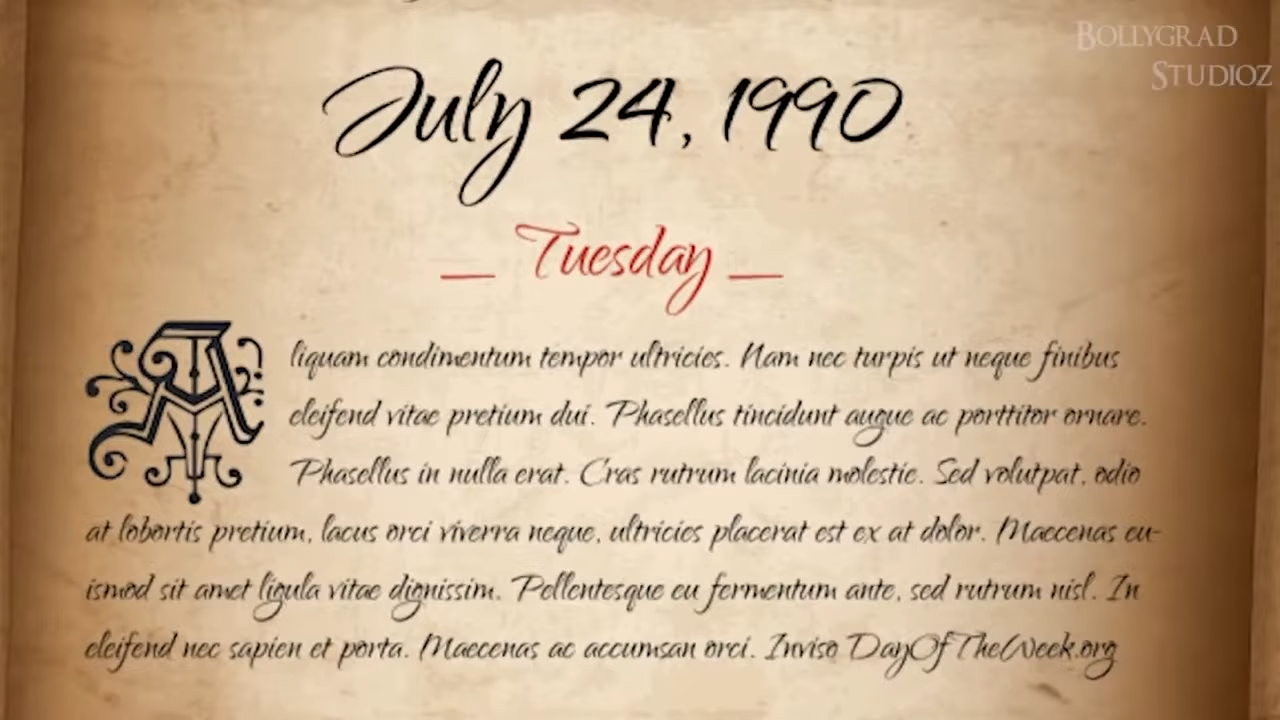 BOLLYGRAD
STUDIOZ
July 24, 1990
_ Tuesday _
Aliquam condimentum tempor ultricies. Nam nec turpis ut neque finibus
eleifend vitae pretium dui. Phasellus tincidunt augue ac porttitor ornare.
Phasellus in nulla erat. Cras rutrum lacinia molestie. Sed volutpat, odio
at lobortis pretium, lacus orci viverra neque, ultricies placerat est ex at dolor. Maecenas eu-
ismod sit amet ligula vitae dignissim. Pellentesque eu fermentum ante, sed rutrum nisl. In
eleifend nec sapien et porta. Maecenas ac accumsan orci. Inviso DayOfTheWeek.org